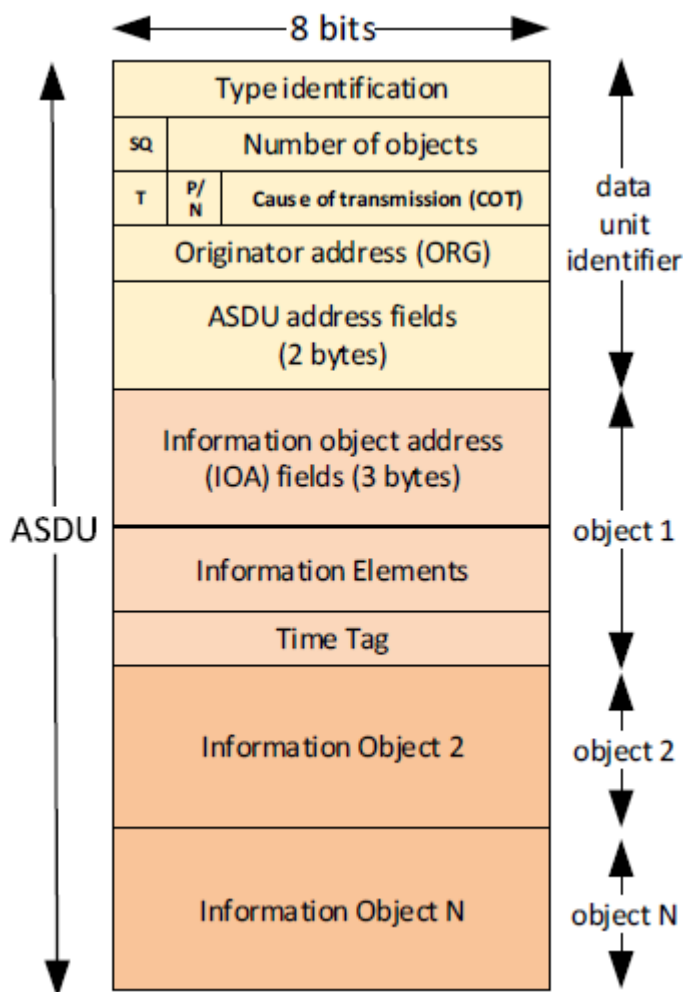 8 bits
Type identification
SQ
Number of objects
T
P/
N
Cause of transmission (COT)
Originator address (ORG)
ASDU address fields
(2 bytes)
data
unit
identifier
Information object address
(IOA) fields (3 bytes)
ASDU
object 1
Information Elements
Time Tag
Information Object 2
object 2
Information Object N
object N